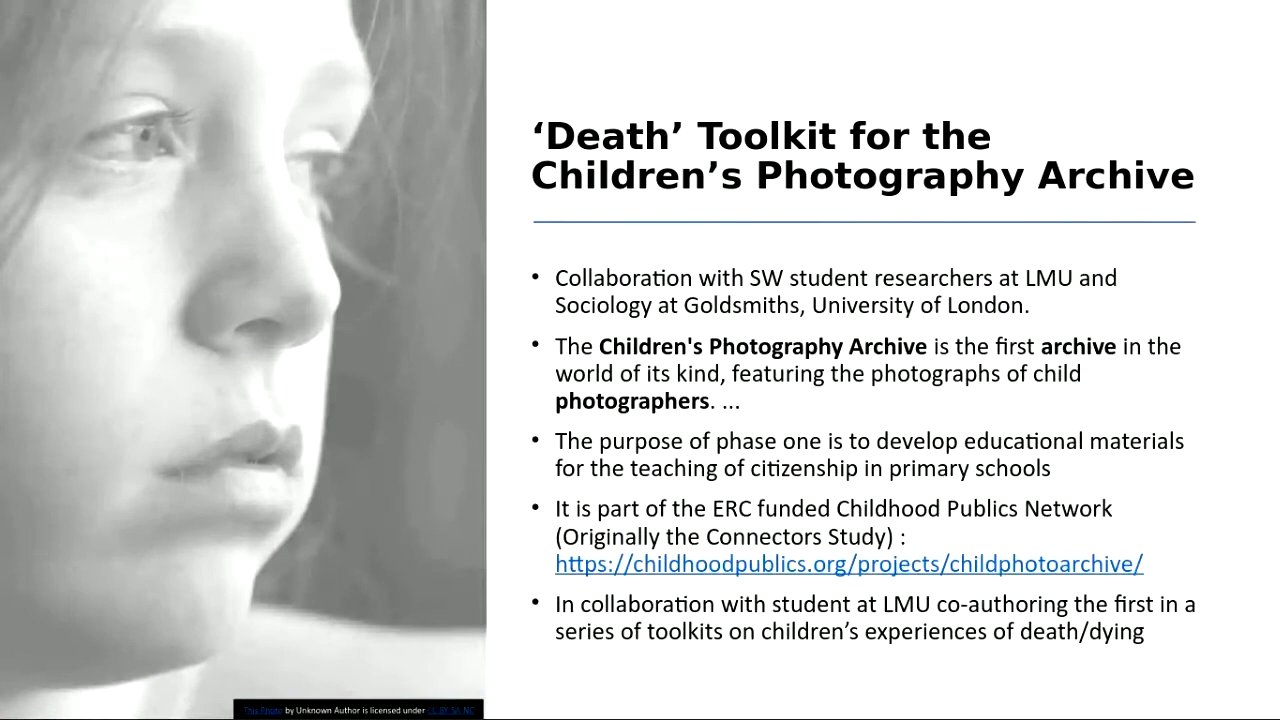 ‘Death’ Toolkit for the
Children’s Photography Archive
• Collaboration with SW student researchers at LMU and
Sociology at Goldsmiths, University of London.
• The Children's Photography Archive is the first archive in the
world of its kind, featuring the photographs of child
photographers. ...
• The purpose of phase one is to develop educational materials
for the teaching of citizenship in primary schools
• It is part of the ERC funded Childhood Publics Network
(Originally the Connectors Study) :
https://childhoodpublics.org/projects/childphotoarchive/
• In collaboration with student at LMU co-authoring the first in a
series of toolkits on children’s experiences of death/dying
This Photo by Unknown Author is licensed under CC BY-SA-NC